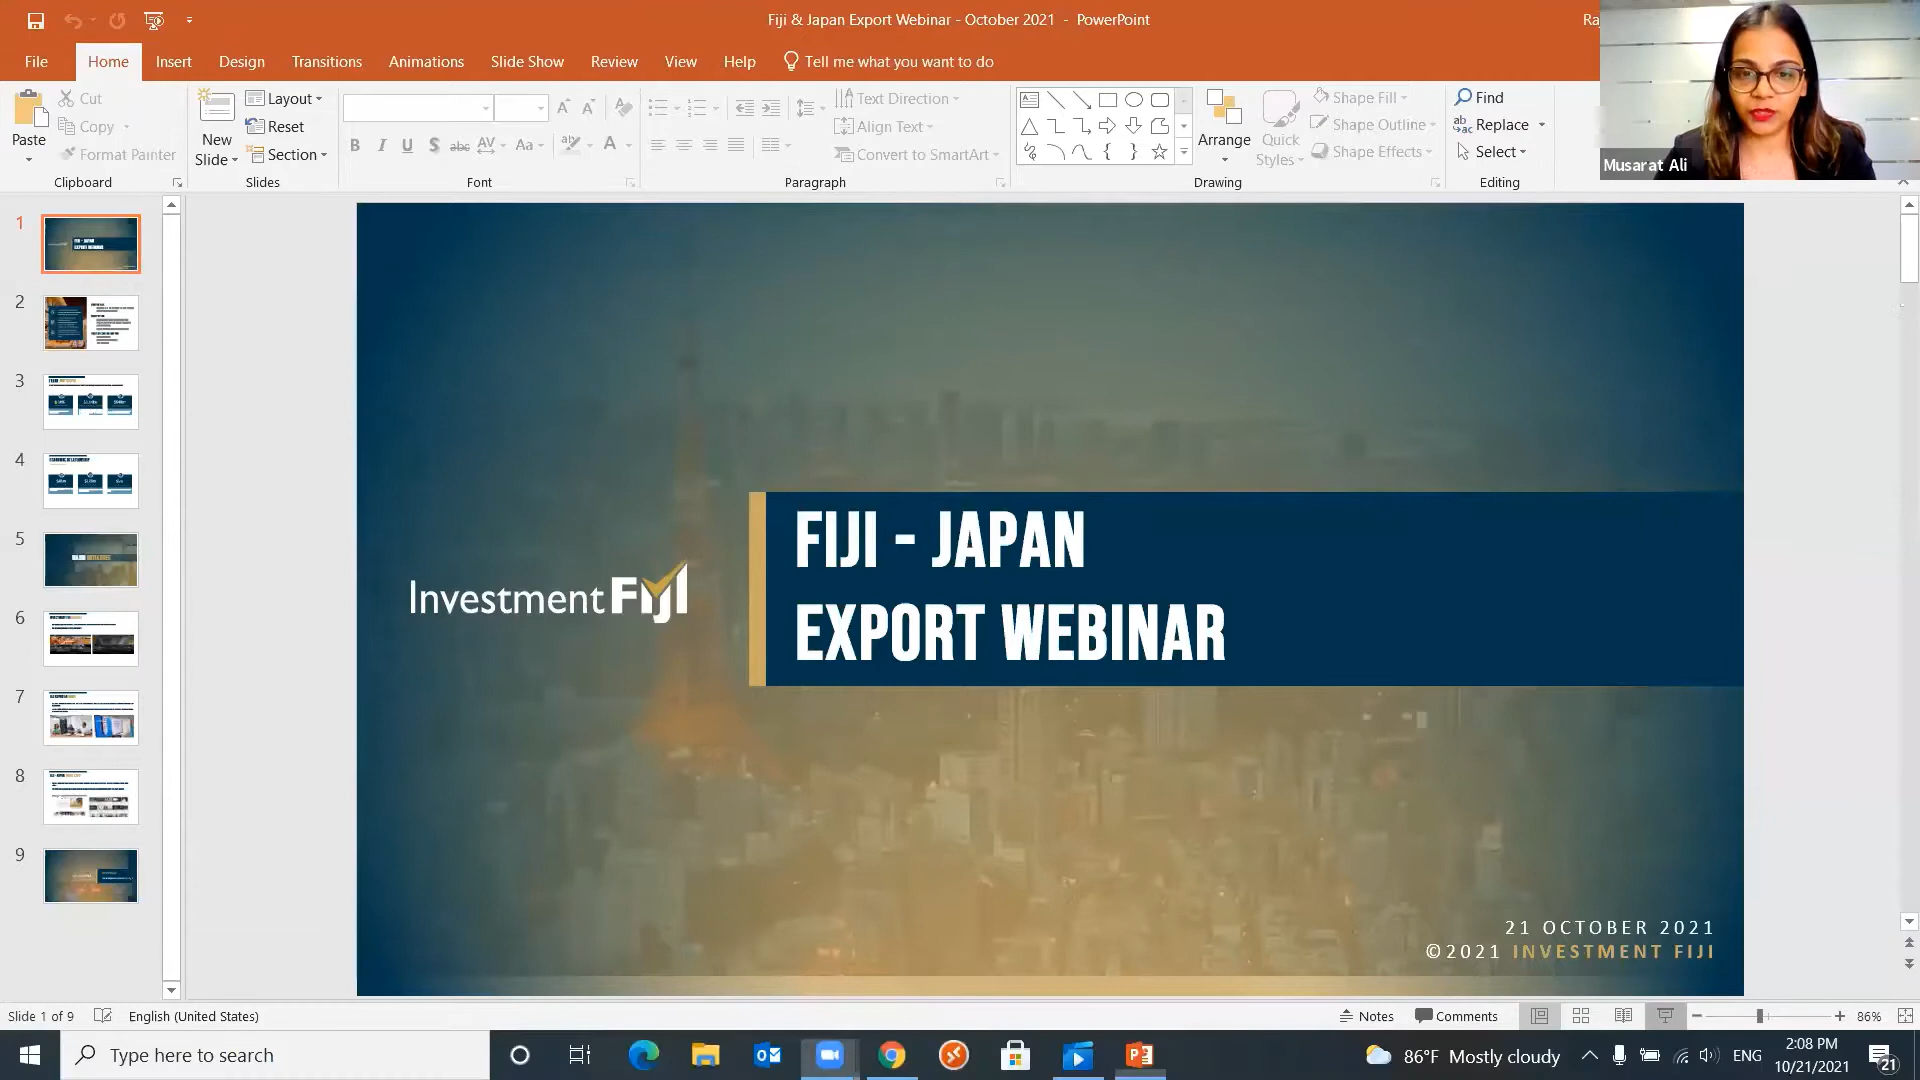 Fiji & Japan Export Webinar - October 2021 - PowerPoint
Ra
File Home Insert Design Transitions Animations Slide Show Review View Help Tell me what you want to do
Paste
Cut
Copy
Format Painter
Clipboard
New
Slide
Layout
Reset
Section
Slides
B I U S abc AV Aa A
Font
Text Direction
Align Text
Convert to SmartArt
Paragraph
Arrange
Quick
Styles
Shape Fill
Shape Outline
Shape Effects
Drawing
Find
Replace
Select
Editing
Musarat Ali
1
2
3
4
5
6
7
8
9
Investment FIJI
FIJI - JAPAN
EXPORT WEBINAR
21 OCTOBER 2021
©2021 INVESTMENT FIJI
Slide 1 of 9 English (United States) Notes Comments 86%
Type here to search
86°F Mostly cloudy ENG 2:08 PM
10/21/2021
21